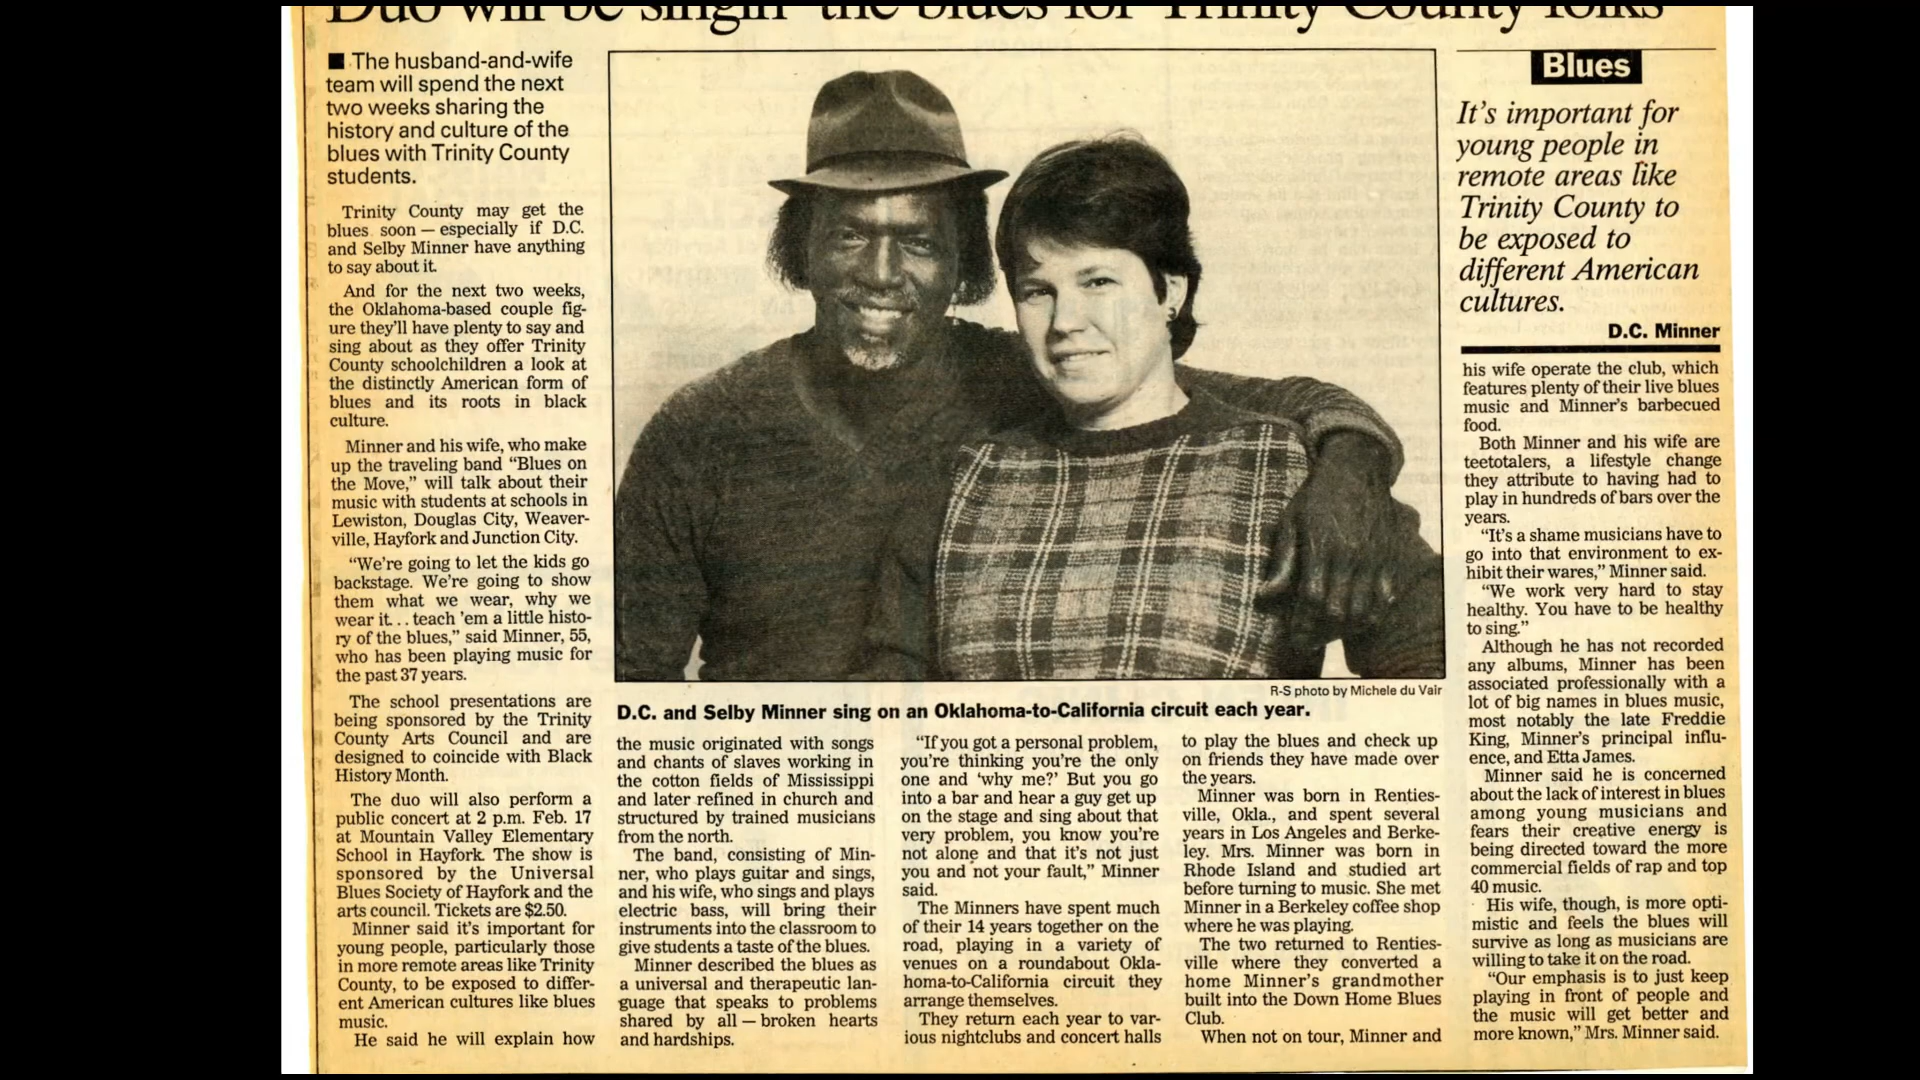 Duo will be singin' the blues for Trinity County folks
■ The husband-and-wife
team will spend the next
two weeks sharing the
history and culture of the
blues with Trinity County
students.
Trinity County may get the
blues soon — especially if D.C.
and Selby Minner have anything
to say about it.
And for the next two weeks,
the Oklahoma-based couple fig-
ure they'll have plenty to say and
sing about as they offer Trinity
County schoolchildren a look at
the distinctly American form of
blues and its roots in black
culture.
Minner and his wife, who make
up the traveling band “Blues on
the Move,” will talk about their
music with students at schools in
Lewiston, Douglas City, Weaver-
ville, Hayfork and Junction City.
“We're going to let the kids go
backstage. We're going to show
them what we wear, why we
wear it... teach 'em a little histo-
ry of the blues,” said Minner, 55,
who has been playing music for
the past 37 years.
The school presentations are
being sponsored by the Trinity
County Arts Council and are
designed to coincide with Black
History Month.
The duo will also perform a
public concert at 2 p.m. Feb. 17
at Mountain Valley Elementary
School in Hayfork. The show is
sponsored by the Universal
Blues Society of Hayfork and the
arts council. Tickets are $2.50.
Minner said it's important for
young people, particularly those
in more remote areas like Trinity
County, to be exposed to differ-
ent American cultures like blues
music.
He said he will explain how
R-S photo by Michele du Vair
D.C. and Selby Minner sing on an Oklahoma-to-California circuit each year.
the music originated with songs
and chants of slaves working in
the cotton fields of Mississippi
and later refined in church and
structured by trained musicians
from the north.
The band, consisting of Min-
ner, who plays guitar and sings,
and his wife, who sings and plays
electric bass, will bring their
instruments into the classroom to
give students a taste of the blues.
Minner described the blues as
a universal and therapeutic lan-
guage that speaks to problems
shared by all — broken hearts
and hardships.
“If you got a personal problem,
you're thinking you're the only
one and ‘why me?’ But you go
into a bar and hear a guy get up
on the stage and sing about that
very problem, you know you're
not alone and that it's not just
you and not your fault,” Minner
said.
The Minners have spent much
of their 14 years together on the
road, playing in a variety of
venues on a roundabout Okla-
homa-to-California circuit they
arrange themselves.
They return each year to var-
ious nightclubs and concert halls
to play the blues and check up
on friends they have made over
the years.
Minner was born in Renties-
ville, Okla., and spent several
years in Los Angeles and Berke-
ley. Mrs. Minner was born in
Rhode Island and studied art
before turning to music. She met
Minner in a Berkeley coffee shop
where he was playing.
The two returned to Renties-
ville where they converted a
home Minner's grandmother
built into the Down Home Blues
Club.
When not on tour, Minner and
Blues
It's important for
young people in
remote areas like
Trinity County to
be exposed to
different American
cultures.
D.C. Minner
his wife operate the club, which
features plenty of their live blues
music and Minner's barbecued
food.
Both Minner and his wife are
teetotalers, a lifestyle change
they attribute to having had to
play in hundreds of bars over the
years.
“It's a shame musicians have to
go into that environment to ex-
hibit their wares,” Minner said.
“We work very hard to stay
healthy. You have to be healthy
to sing.”
Although he has not recorded
any albums, Minner has been
associated professionally with a
lot of big names in blues music,
most notably the late Freddie
King, Minner's principal influ-
ence, and Etta James.
Minner said he is concerned
about the lack of interest in blues
among young musicians and
fears their creative energy is
being directed toward the more
commercial fields of rap and top
40 music.
His wife, though, is more opti-
mistic and feels the blues will
survive as long as musicians are
willing to take it on the road.
“Our emphasis is to just keep
playing in front of people and
the music will get better and
more known,” Mrs. Minner said.